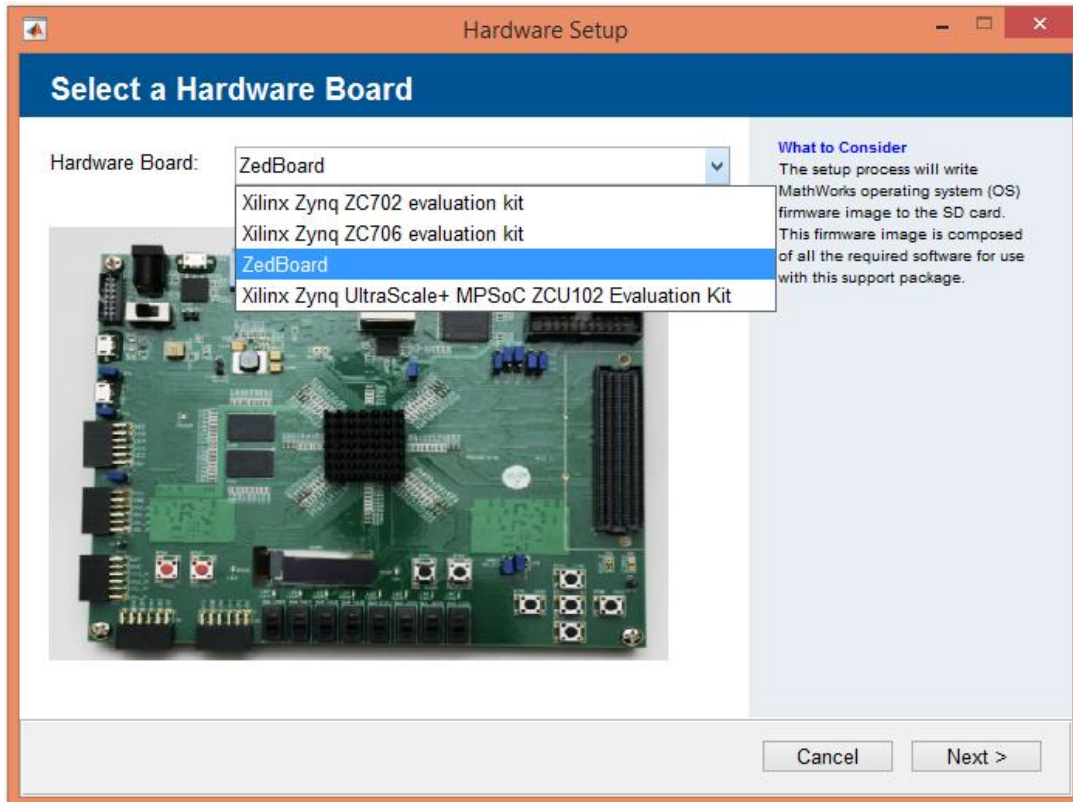 Hardware Setup
Select a Hardware Board
Hardware Board:
ZedBoard
Xilinx Zynq ZC702 evaluation kit
Xilinx Zynq ZC706 evaluation kit
ZedBoard
Xilinx Zynq UltraScale+ MPSoC ZCU102 Evaluation Kit
What to Consider
The setup process will write
MathWorks operating system (OS)
firmware image to the SD card.
This firmware image is composed
of all the required software for use
with this support package.
Cancel
Next >